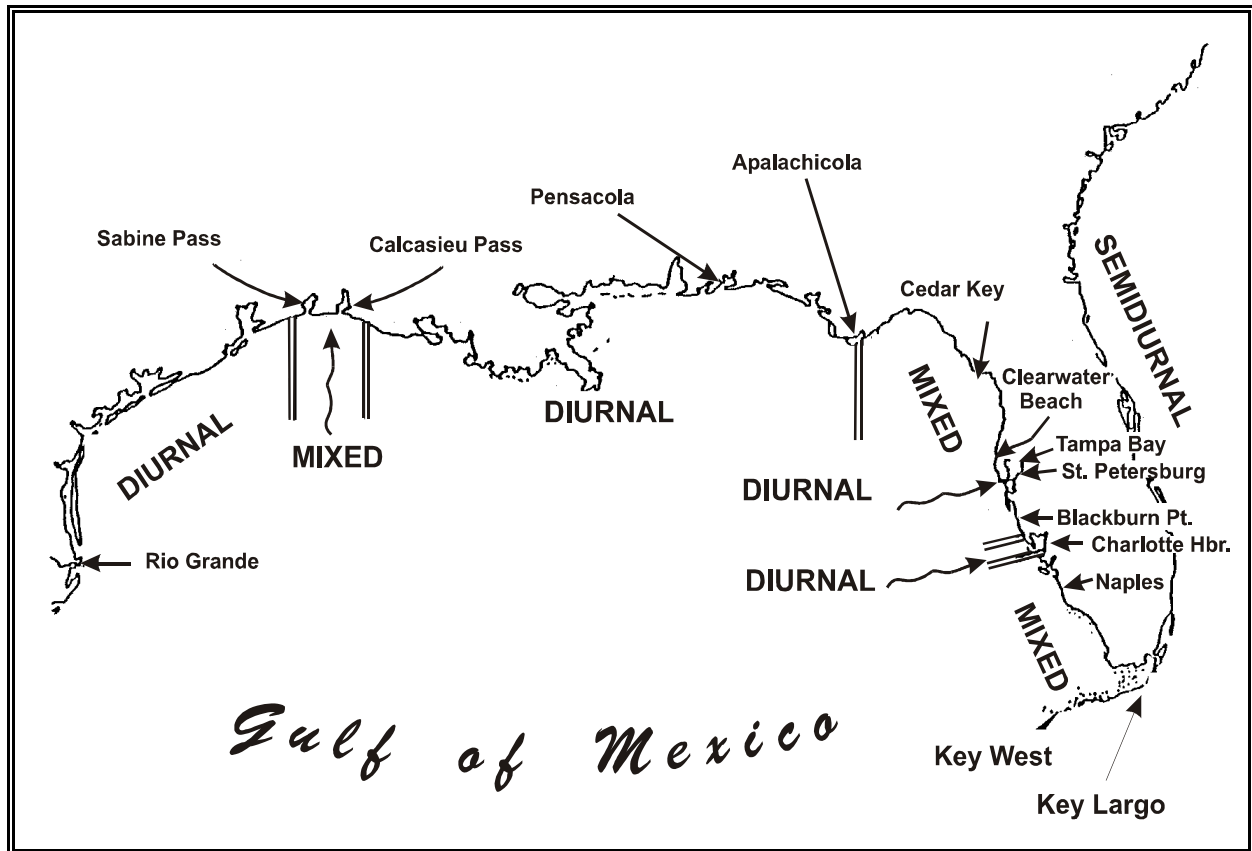 Apalachicola
Pensacola
Sabine Pass
Calcasieu Pass
Cedar Key
SEMIDIURNAL
MIXED
Clearwater
Beach
DIURNAL
DIURNAL
MIXED
Tampa Bay
St. Petersburg
DIURNAL
Blackburn Pt.
Charlotte Hbr.
Rio Grande
DIURNAL
Naples
MIXED
Gulf of Mexico
Key West
Key Largo